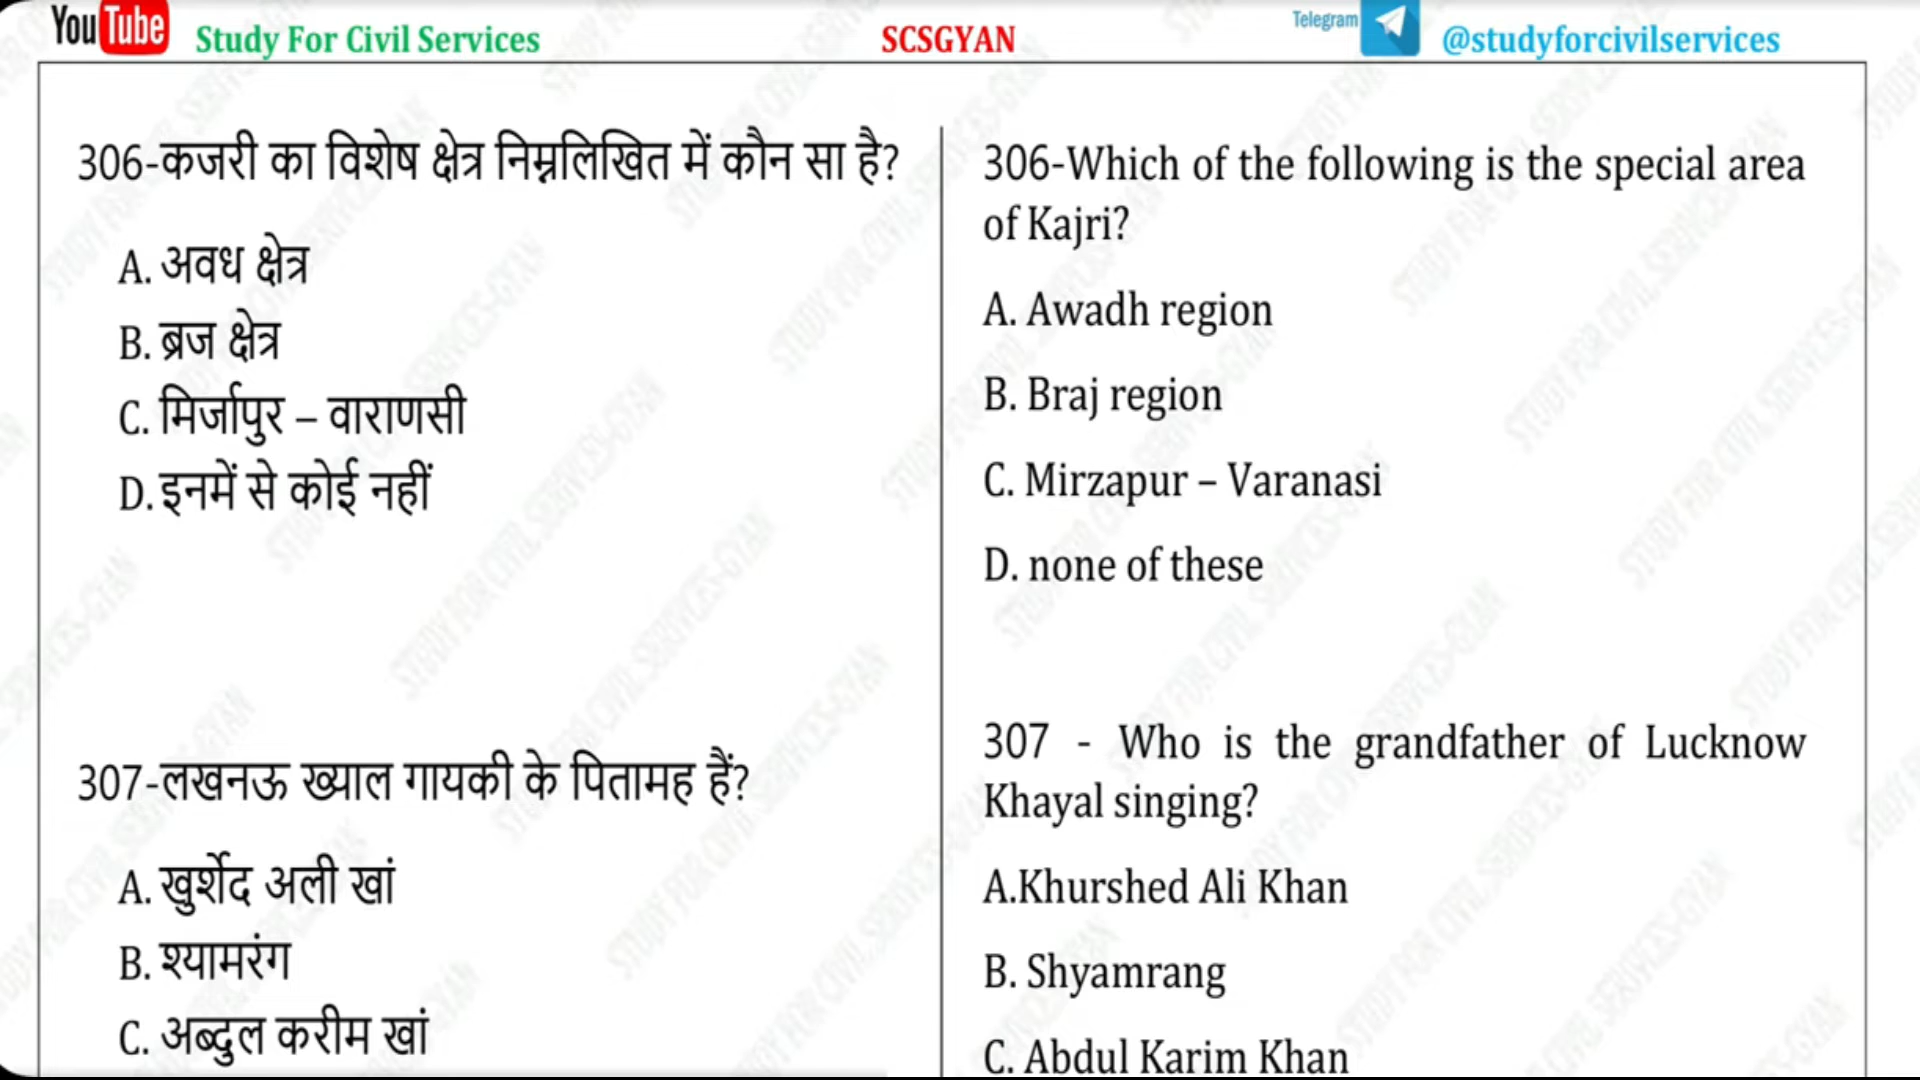 YouTube Study For Civil Services SCSGYAN Telegram @studyforcivilservices
306-कजरी का विशेष क्षेत्र निम्नलिखित में कौन सा है?
A. अवध क्षेत्र
B. ब्रज क्षेत्र
C. मिर्जापुर – वाराणसी
D. इनमें से कोई नहीं
307-लखनऊ ख्याल गायकी के पितामह हैं?
A. खुर्शेद अली खां
B. श्यामरंग
C. अब्दुल करीम खां
306-Which of the following is the special area
of Kajri?
A. Awadh region
B. Braj region
C. Mirzapur – Varanasi
D. none of these
307 - Who is the grandfather of Lucknow
Khayal singing?
A.Khurshed Ali Khan
B. Shyamrang
C. Abdul Karim Khan